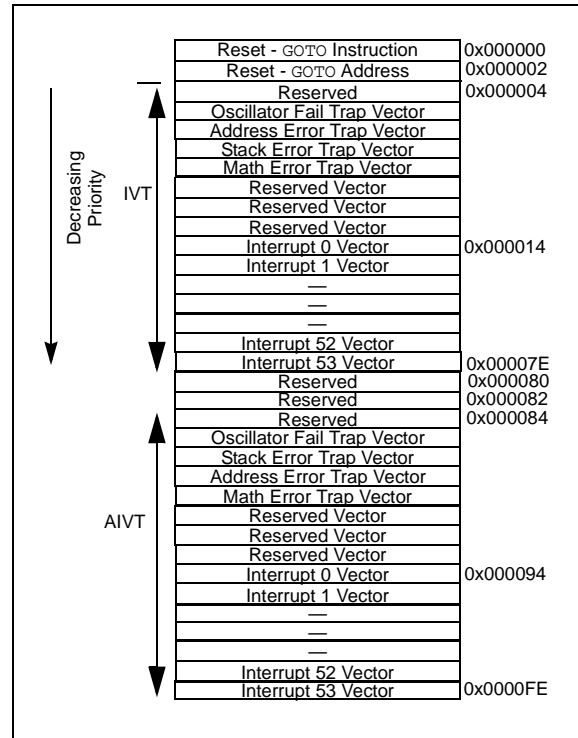 Reset - GOTO Instruction 0x000000
Reset - GOTO Address 0x000002
Reserved 0x000004
Oscillator Fail Trap Vector
Address Error Trap Vector
Stack Error Trap Vector
Math Error Trap Vector
Reserved Vector
Reserved Vector
Reserved Vector
Interrupt 0 Vector 0x000014
Interrupt 1 Vector
—
—
—
Interrupt 52 Vector
Interrupt 53 Vector 0x00007E
Decreasing
Priority
IVT
Reserved 0x000080
Reserved 0x000082
Reserved 0x000084
Oscillator Fail Trap Vector
Stack Error Trap Vector
Address Error Trap Vector
Math Error Trap Vector
Reserved Vector
Reserved Vector
Reserved Vector
Interrupt 0 Vector 0x000094
Interrupt 1 Vector
—
—
—
Interrupt 52 Vector
Interrupt 53 Vector 0x0000FE
AIVT